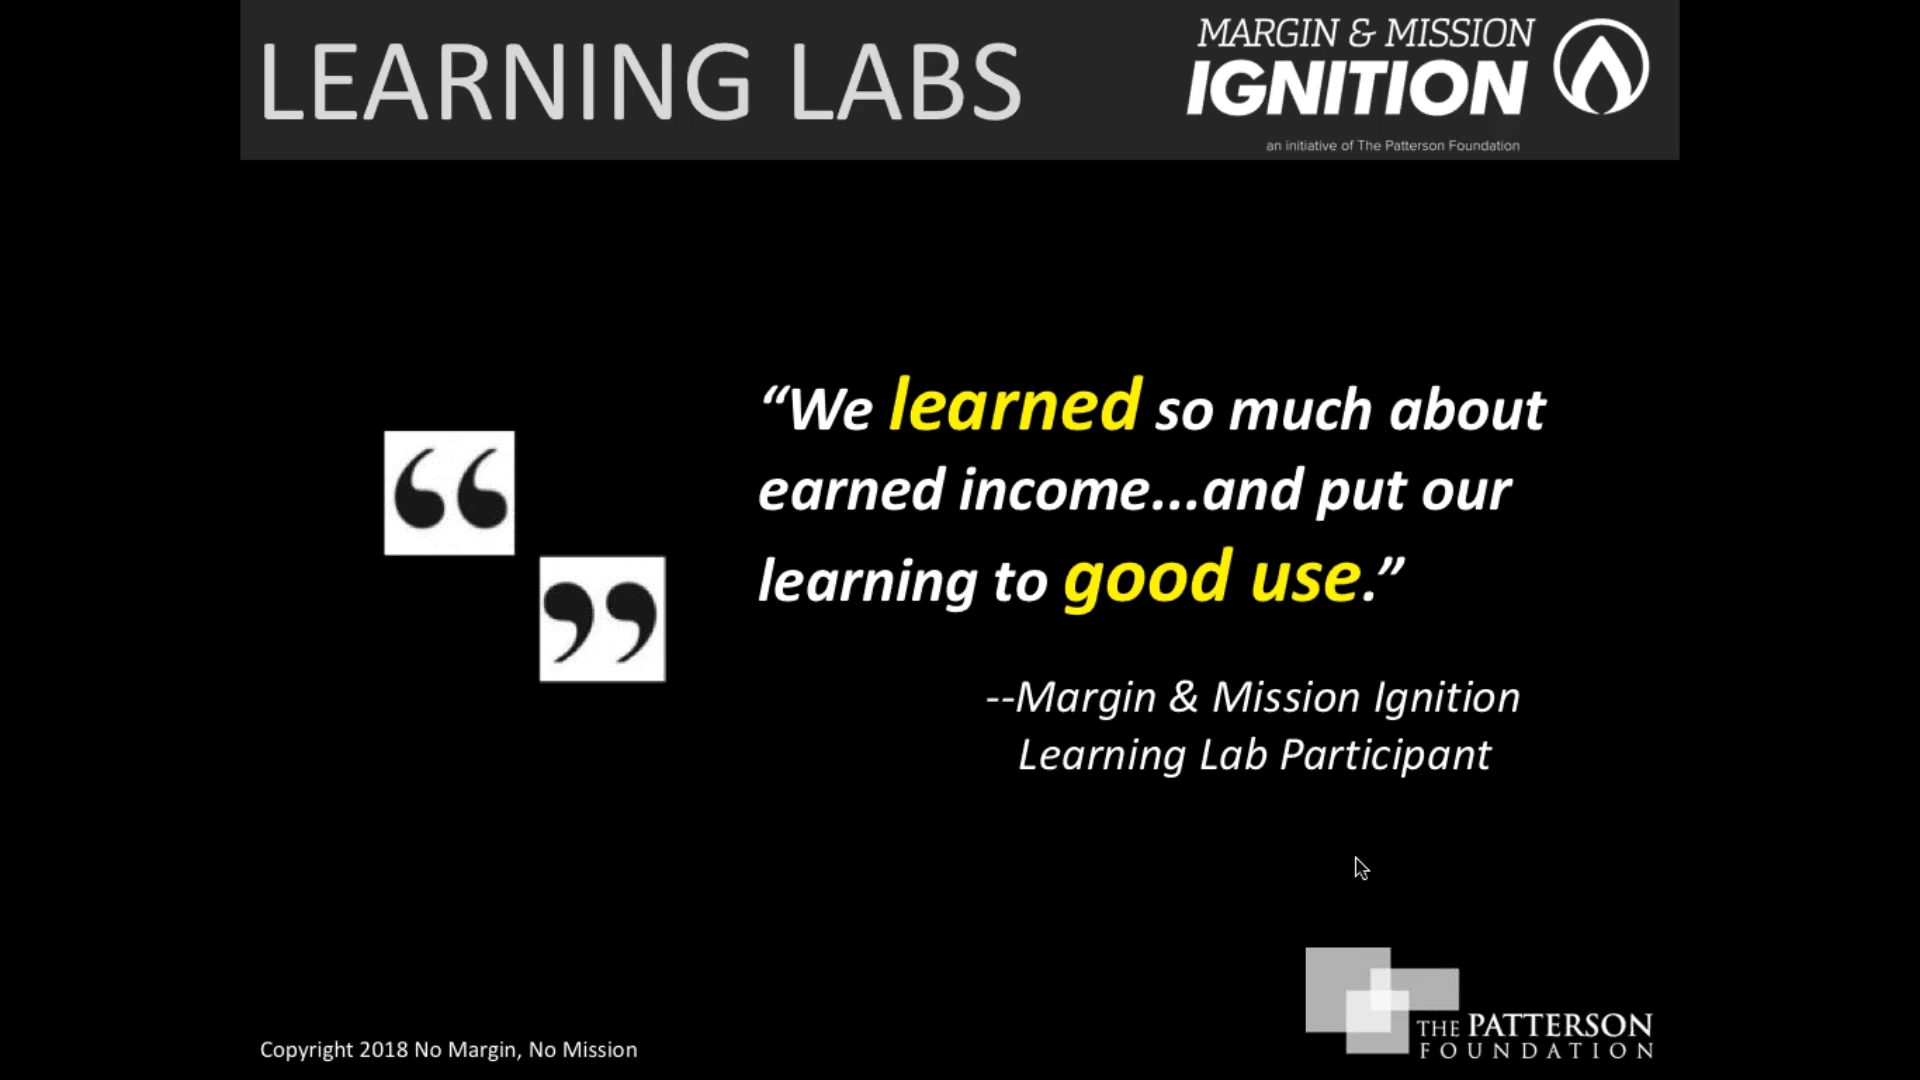 LEARNING LABS
MARGIN & MISSION
IGNITION
an initiative of The Patterson Foundation
“We learned so much about
earned income...and put our
learning to good use.”
--Margin & Mission Ignition
Learning Lab Participant
Copyright 2018 No Margin, No Mission
THE PATTERSON
FOUNDATION